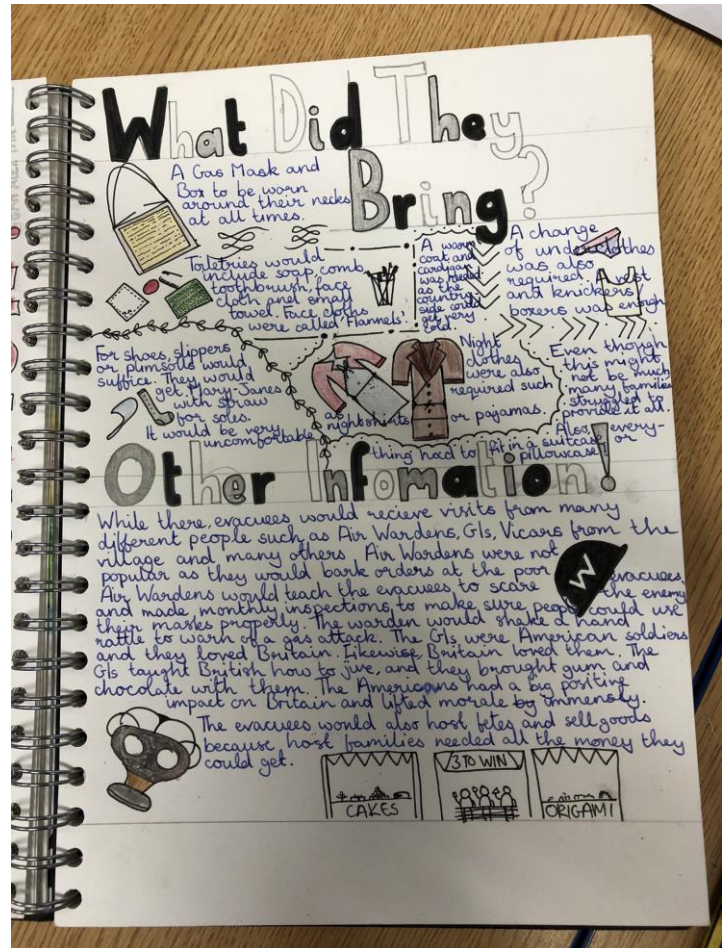 What Did They
Bring?
A Gas Mask and
Box to be worn
around their necks
at all times.
Toletries would
include soap, comb,
toothbrush, face
cloth and small
towel. Face cloths
were called 'Flannels'.
A warm
coat and
cardigan
was needed
as the
country
side could
get very
cold.
A change
of underclothes
was also
required. A vest
and knickers
boxers was enough
For shoes, slippers
or plimsolls would
suffice. They would
get Mary-Janes
with straw
for soles.
It would be very
uncomfortable
Night
clothes
were also
required such
as
nightshirts or pajamas.
Even though
this might
not be much
many families
struggled to
provide it all.
Also, every-
thing had to fit in a suitcase or
pillowcase
Other Infomation!
While there, evacuees would recieve visits from many
different people such as Air Wardens, GIs, Vicars from the
village and many others. Air Wardens were not
popular as they would bark orders at the poor evacuees.
Air Wardens would teach the evacuees to scare the enemy
and made monthly inspections to make sure people could use
their masks properly. The warden would shake a hand
rattle to warn of a gas attack. The GIs were American soldiers
and they loved Britain. Likewise Britain loved them. The
GIs taught British how to jive, and they brought gum and
chocolate with them. The Americans had a big positive
impact on Britain and lifted morale immensly.
W
The evacuees would also host fetes and sell goods
because host families needed all the money they
could get.
CAKES
3 TO WIN
ORIGAMI